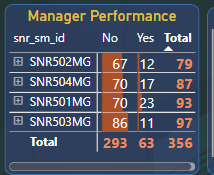 Manager Performance
snr_sm_id No Yes Total
SNR502MG 67 12 79
SNR504MG 70 17 87
SNR501MG 70 23 93
SNR503MG 86 11 97
Total 293 63 356